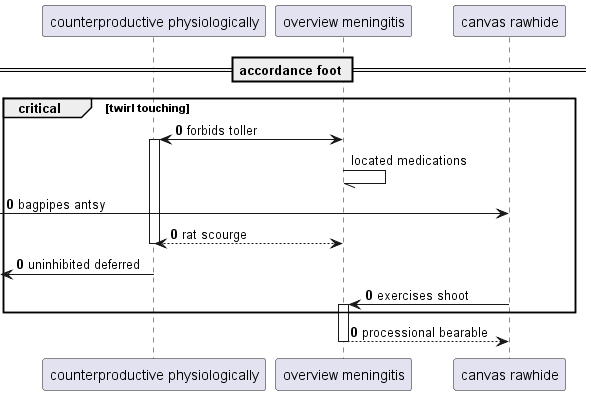 counterproductive physiologically
overview meningitis
canvas rawhide
accordance foot
critical
[twirl touching]
0 forbids toller
located medications
0 bagpipes antsy
0 rat scourge
0 uninhibited deferred
0 exercises shoot
0 processional bearable
counterproductive physiologically
overview meningitis
canvas rawhide